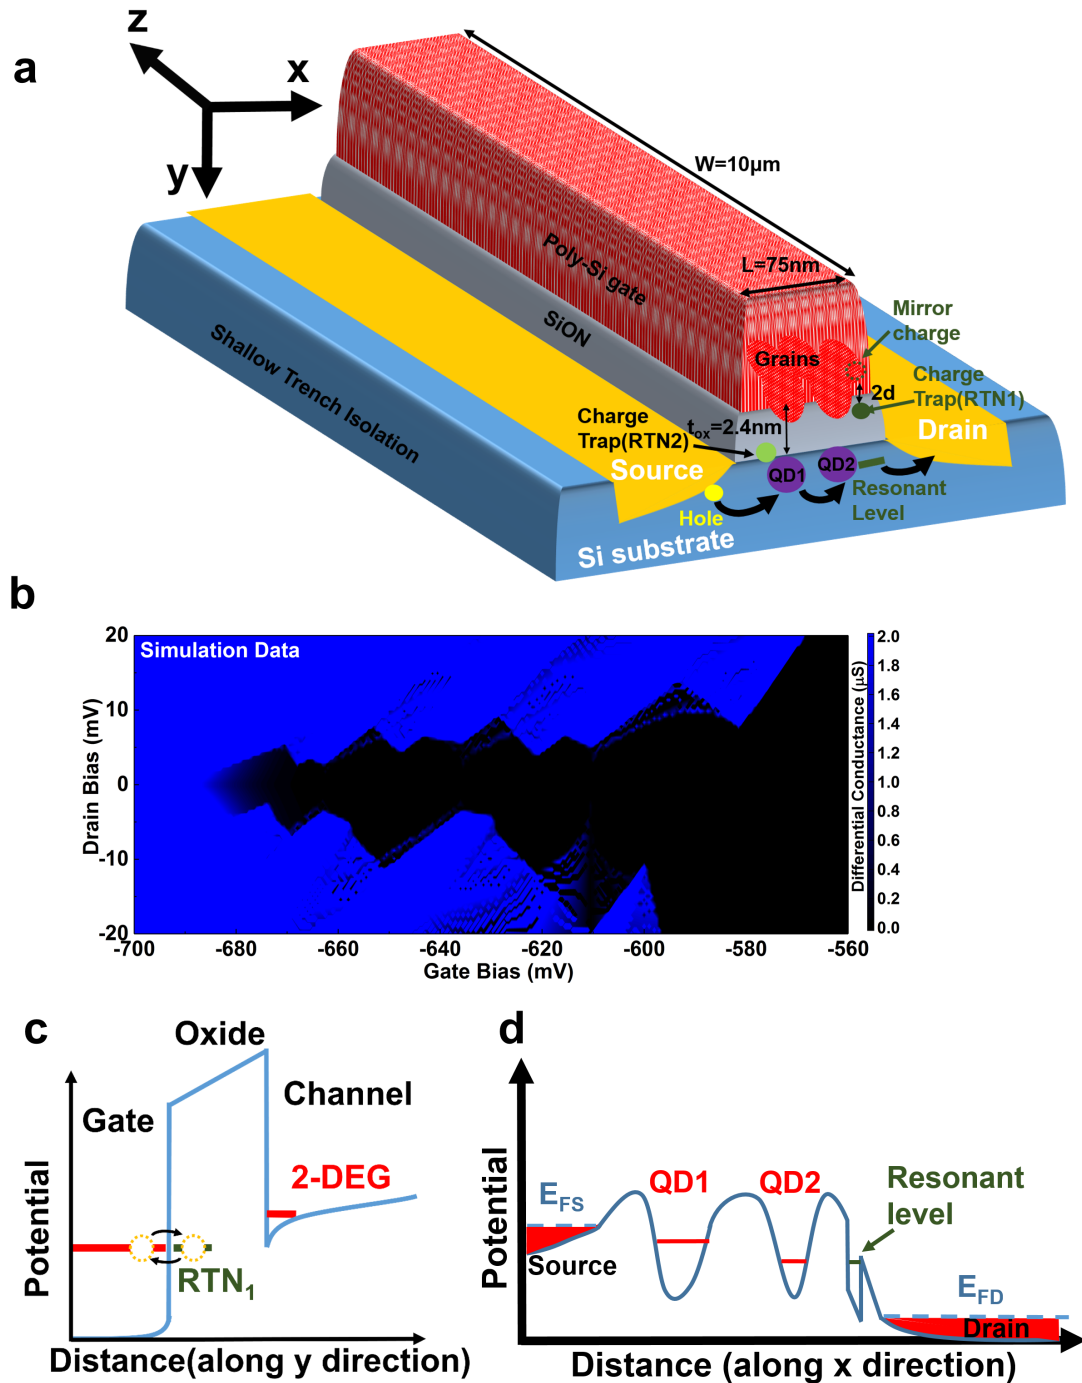 a
z
x
y
W=10μm
L=75nm
Poly-Si gate
SiON
Shallow Trench Isolation
Grains
Mirror
charge
2d
Charge
Trap(RTN1)
Charge
Trap(RTN2)
tox=2.4nm
Source
Drain
QD1
QD2
Resonant
Level
Hole
Si substrate
b
Simulation Data
Drain Bias (mV)
20
10
0
-10
-20
-700
-680
-660
-640
-620
-600
-580
-560
Gate Bias (mV)
2.0
1.8
1.6
1.4
1.2
1.0
0.8
0.6
0.4
0.2
0.0
Differential Conductance (μS)
c
Oxide
Gate
Channel
2-DEG
RTN1
Potential
Distance(along y direction)
d
Potential
EFS
Source
QD1
QD2
Resonant
level
EFD
Drain
Distance (along x direction)